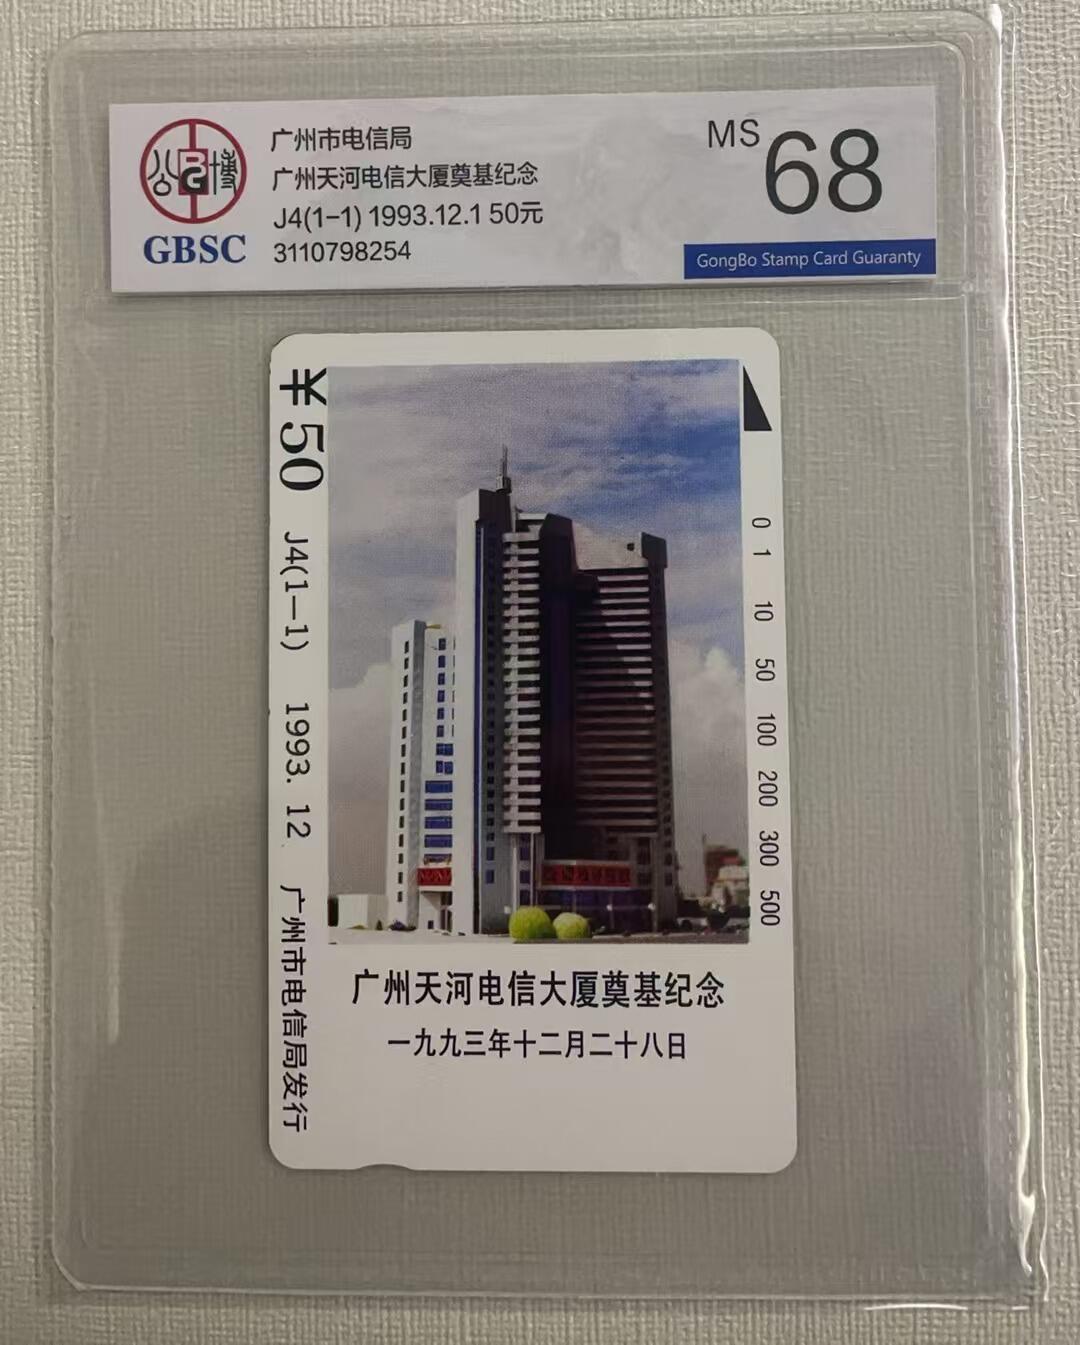 公 BG 博
GBSC
广州市电信局
广州天河电信大厦奠基纪念
J4(1-1) 1993.12.1 50元
3110798254
MS 68
GongBo Stamp Card Guaranty
¥50 J4(1—1) 1993.12 广州市电信局发行
0
1
10
50
100
200
300
500
广州天河电信大厦奠基纪念
一九九三年十二月二十八日